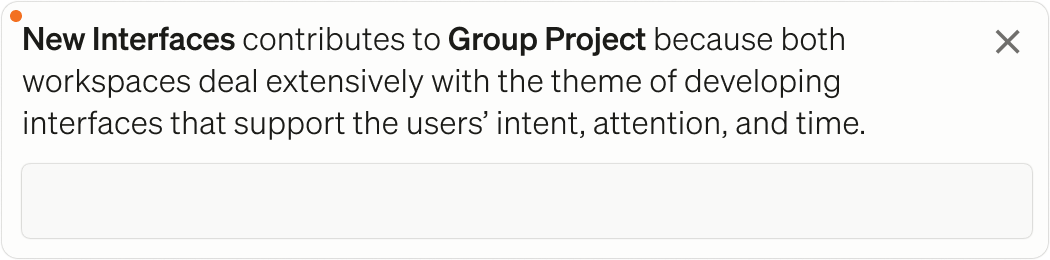 New Interfaces contributes to Group Project because both
workspaces deal extensively with the theme of developing
interfaces that support the users’ intent, attention, and time.